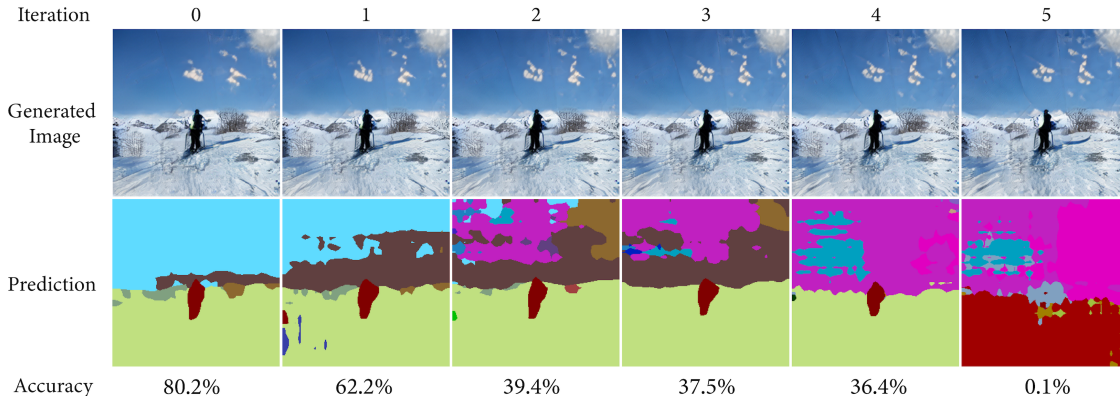 Iteration 0 1 2 3 4 5
Generated
Image
Prediction
Accuracy 80.2% 62.2% 39.4% 37.5% 36.4% 0.1%